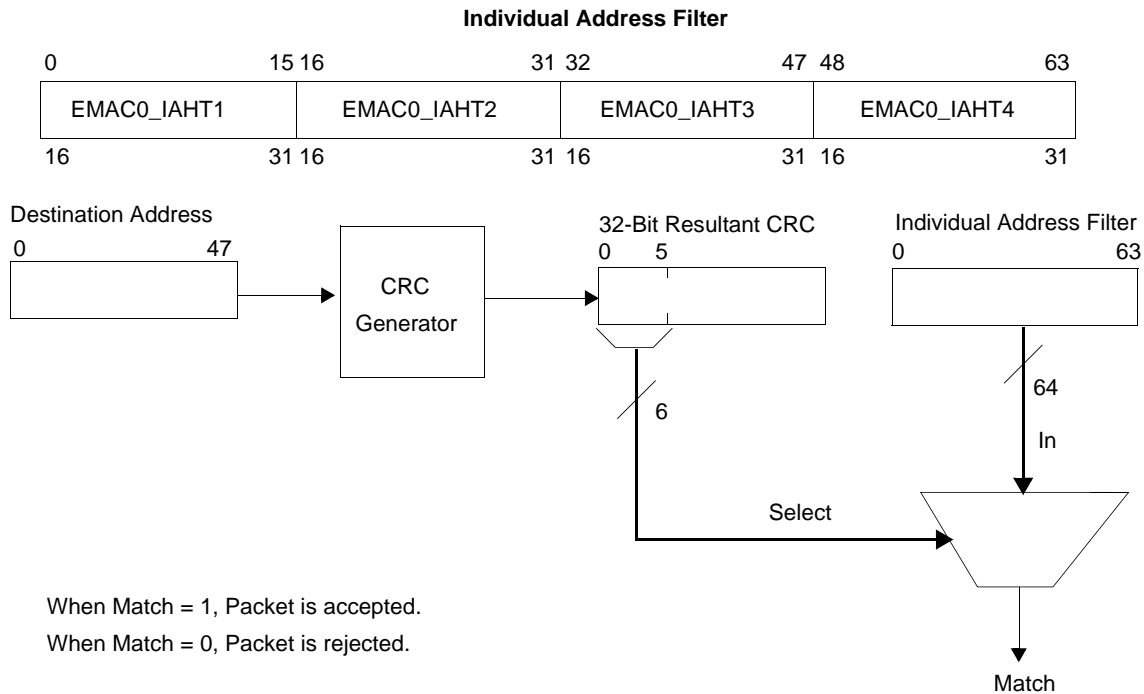 Individual Address Filter
0 15 16 31 32 47 48 63
EMAC0_IAHT1 EMAC0_IAHT2 EMAC0_IAHT3 EMAC0_IAHT4
16 31 16 31 16 31 16 31
Destination Address
0 47
CRC
Generator
32-Bit Resultant CRC
0 5
Individual Address Filter
0 63
6
64
In
Select
When Match = 1, Packet is accepted.
When Match = 0, Packet is rejected.
Match